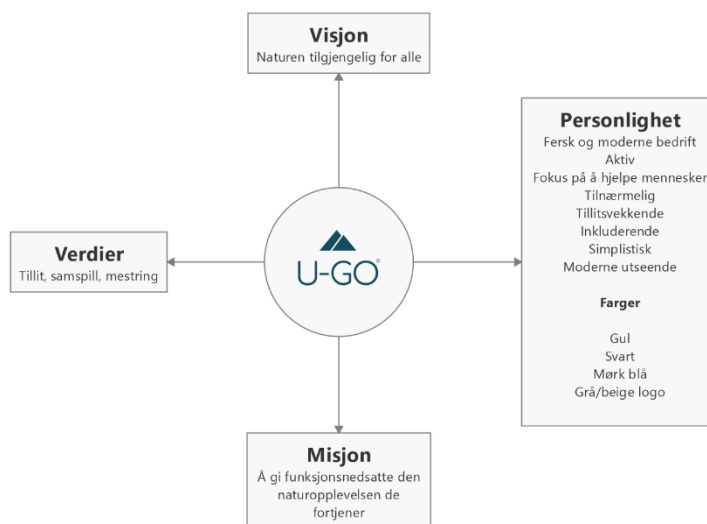 Visjon
Naturen tilgjengelig for alle
Personlighet
Fersk og moderne bedrift
Aktiv
Fokus på å hjelpe mennesker
Tilnærmelig
Tillitsvekkende
Inkluderende
Simplistisk
Moderne utseende
Farger
Gul
Svart
Mørk blå
Grå/beige logo
Verdier
Tillit, samspill, mestring
U-GO®
Misjon
Å gi funksjonsnedsatte den
naturopplevelsen de
fortjener